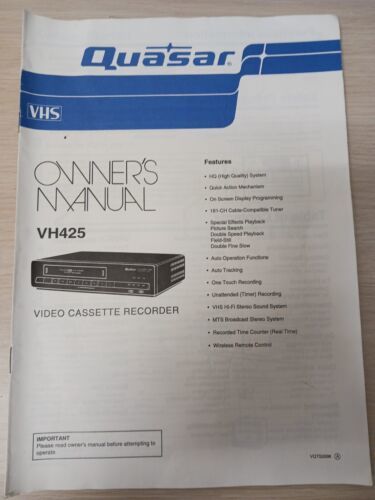 Quasar
VHS
OWNER'S
MANUAL
VH425
VIDEO CASSETTE RECORDER
Features
• HQ (High Quality) System
• Quick Action Mechanism
• On Screen Display Programming
• 181-CH Cable-Compatible Tuner
• Special Effects Playback
Picture Search
Double Speed Playback
Field-Still
Double Fine Slow
• Auto Operation Functions
• Auto Tracking
• One Touch Recording
• Unattended (Timer) Recording
• VHS Hi-Fi Stereo Sound System
• MTS Broadcast Stereo System
• Recorded Time Counter (Real Time)
• Wireless Remote Control
IMPORTANT
Please read owner's manual before attempting to
operate